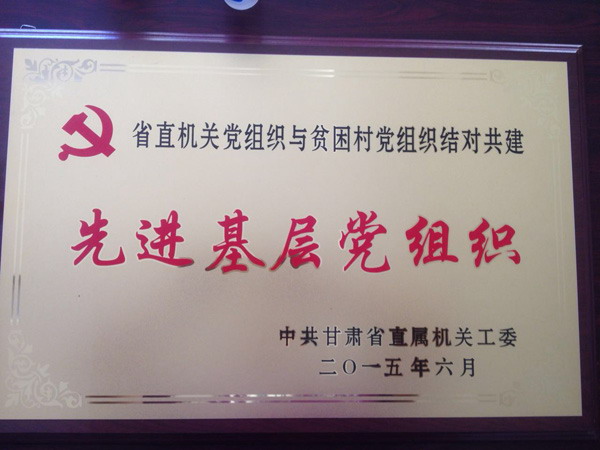 省直机关党组织与贫困村党组织结对共建
先进基层党组织
中共甘肃省直属机关工委
二〇一五年六月